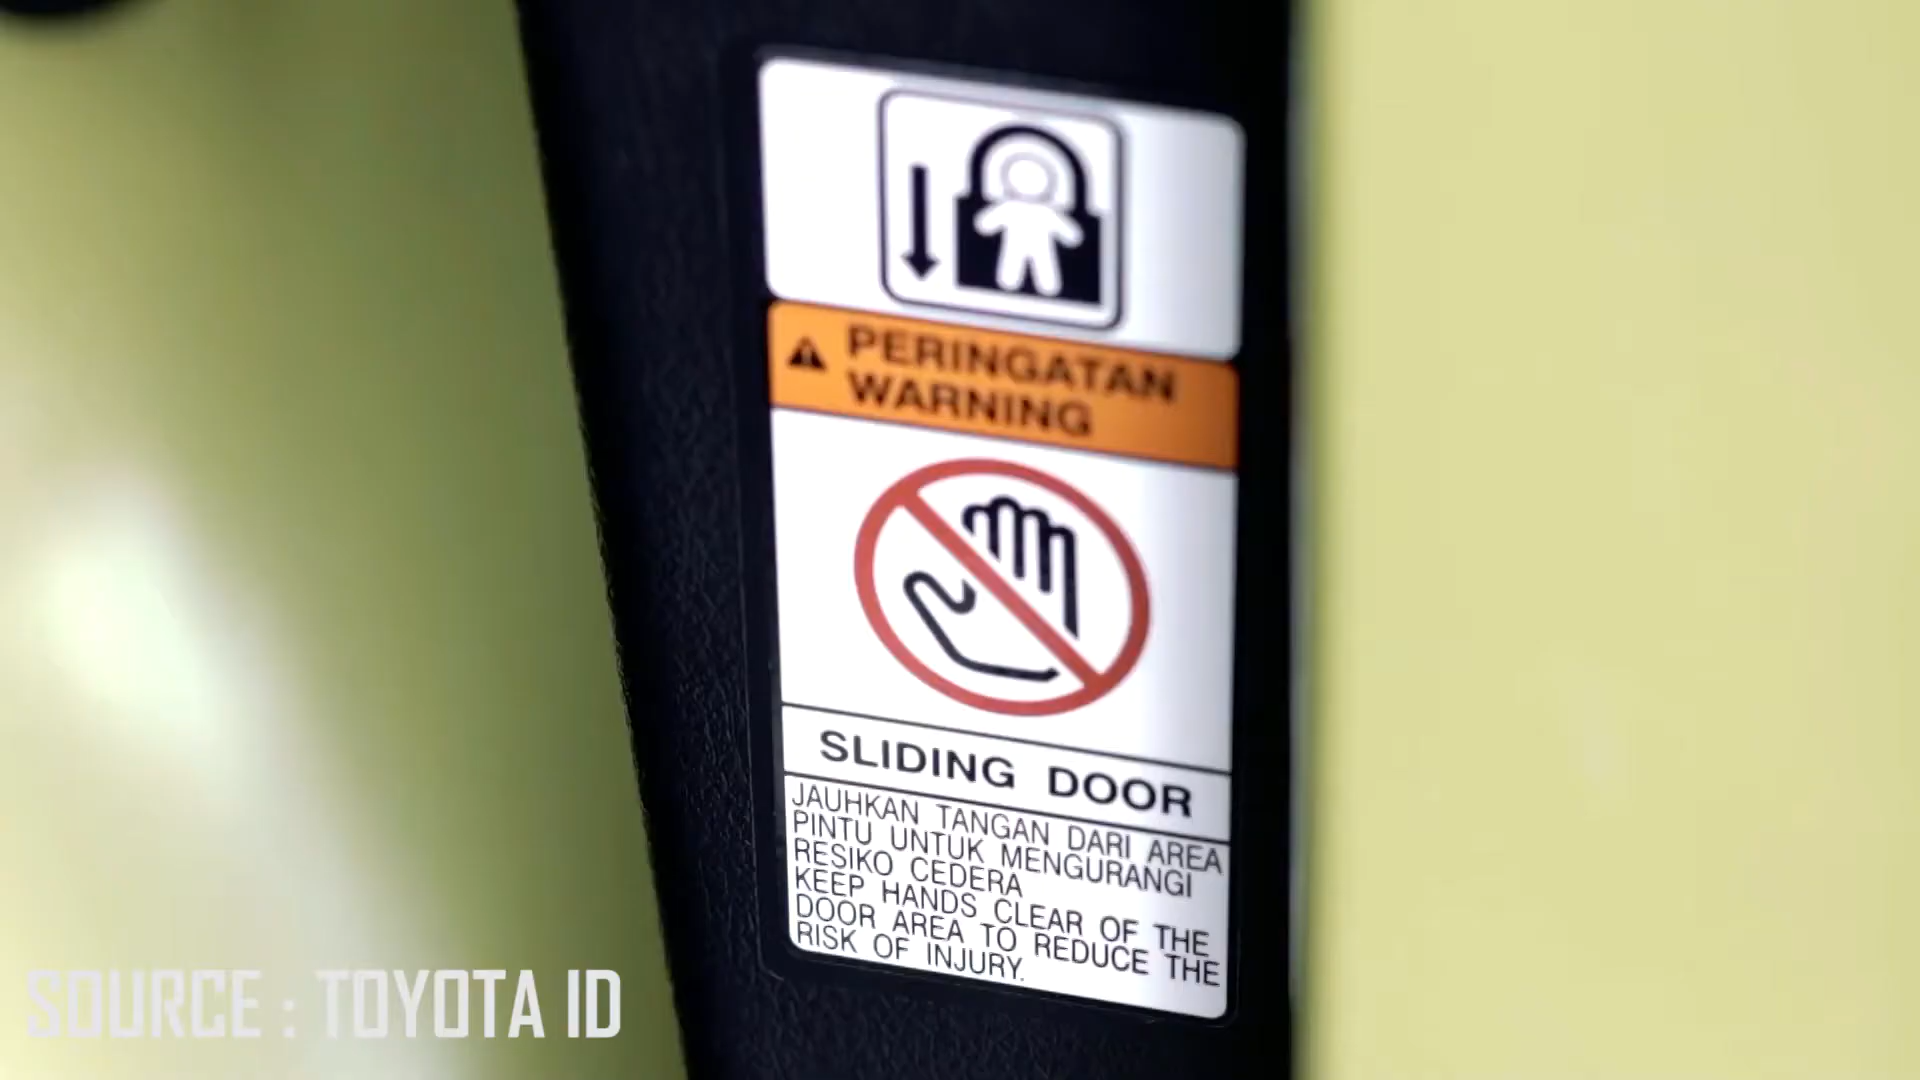 PERINGATAN
WARNING
SLIDING DOOR
JAUHKAN TANGAN DARI AREA
PINTU UNTUK MENGURANGI
RESIKO CEDERA
KEEP HANDS CLEAR OF THE
DOOR AREA TO REDUCE THE
RISK OF INJURY.
SOURCE : TOYOTA ID